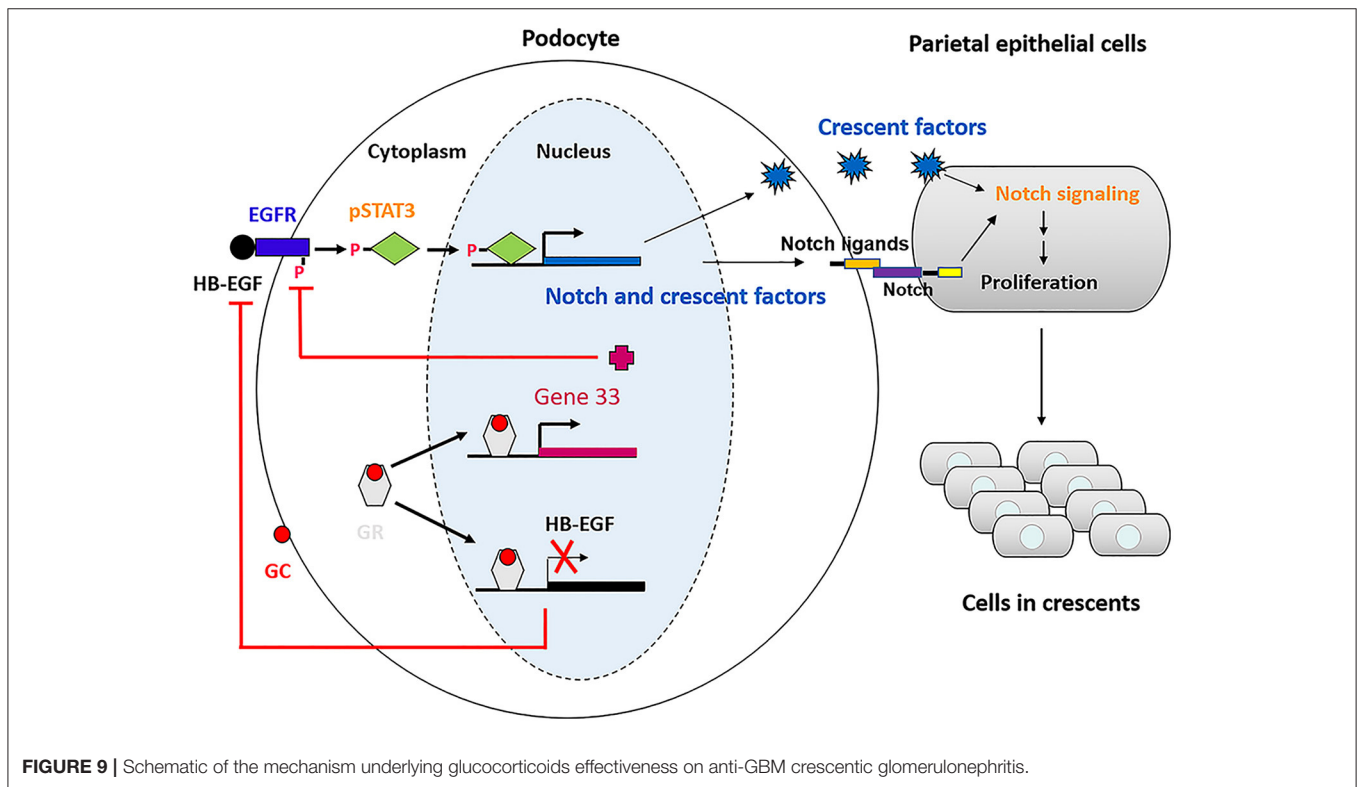 Podocyte
Parietal epithelial cells
Crescent factors
Cytoplasm
Nucleus
EGFR
pSTAT3
Notch signaling
P
P
P
HB-EGF
Notch ligands
Notch
Proliferation
Notch and crescent factors
Gene 33
GR
HB-EGF
GC
Cells in crescents
FIGURE 9 | Schematic of the mechanism underlying glucocorticoids effectiveness on anti-GBM crescentic glomerulonephritis.